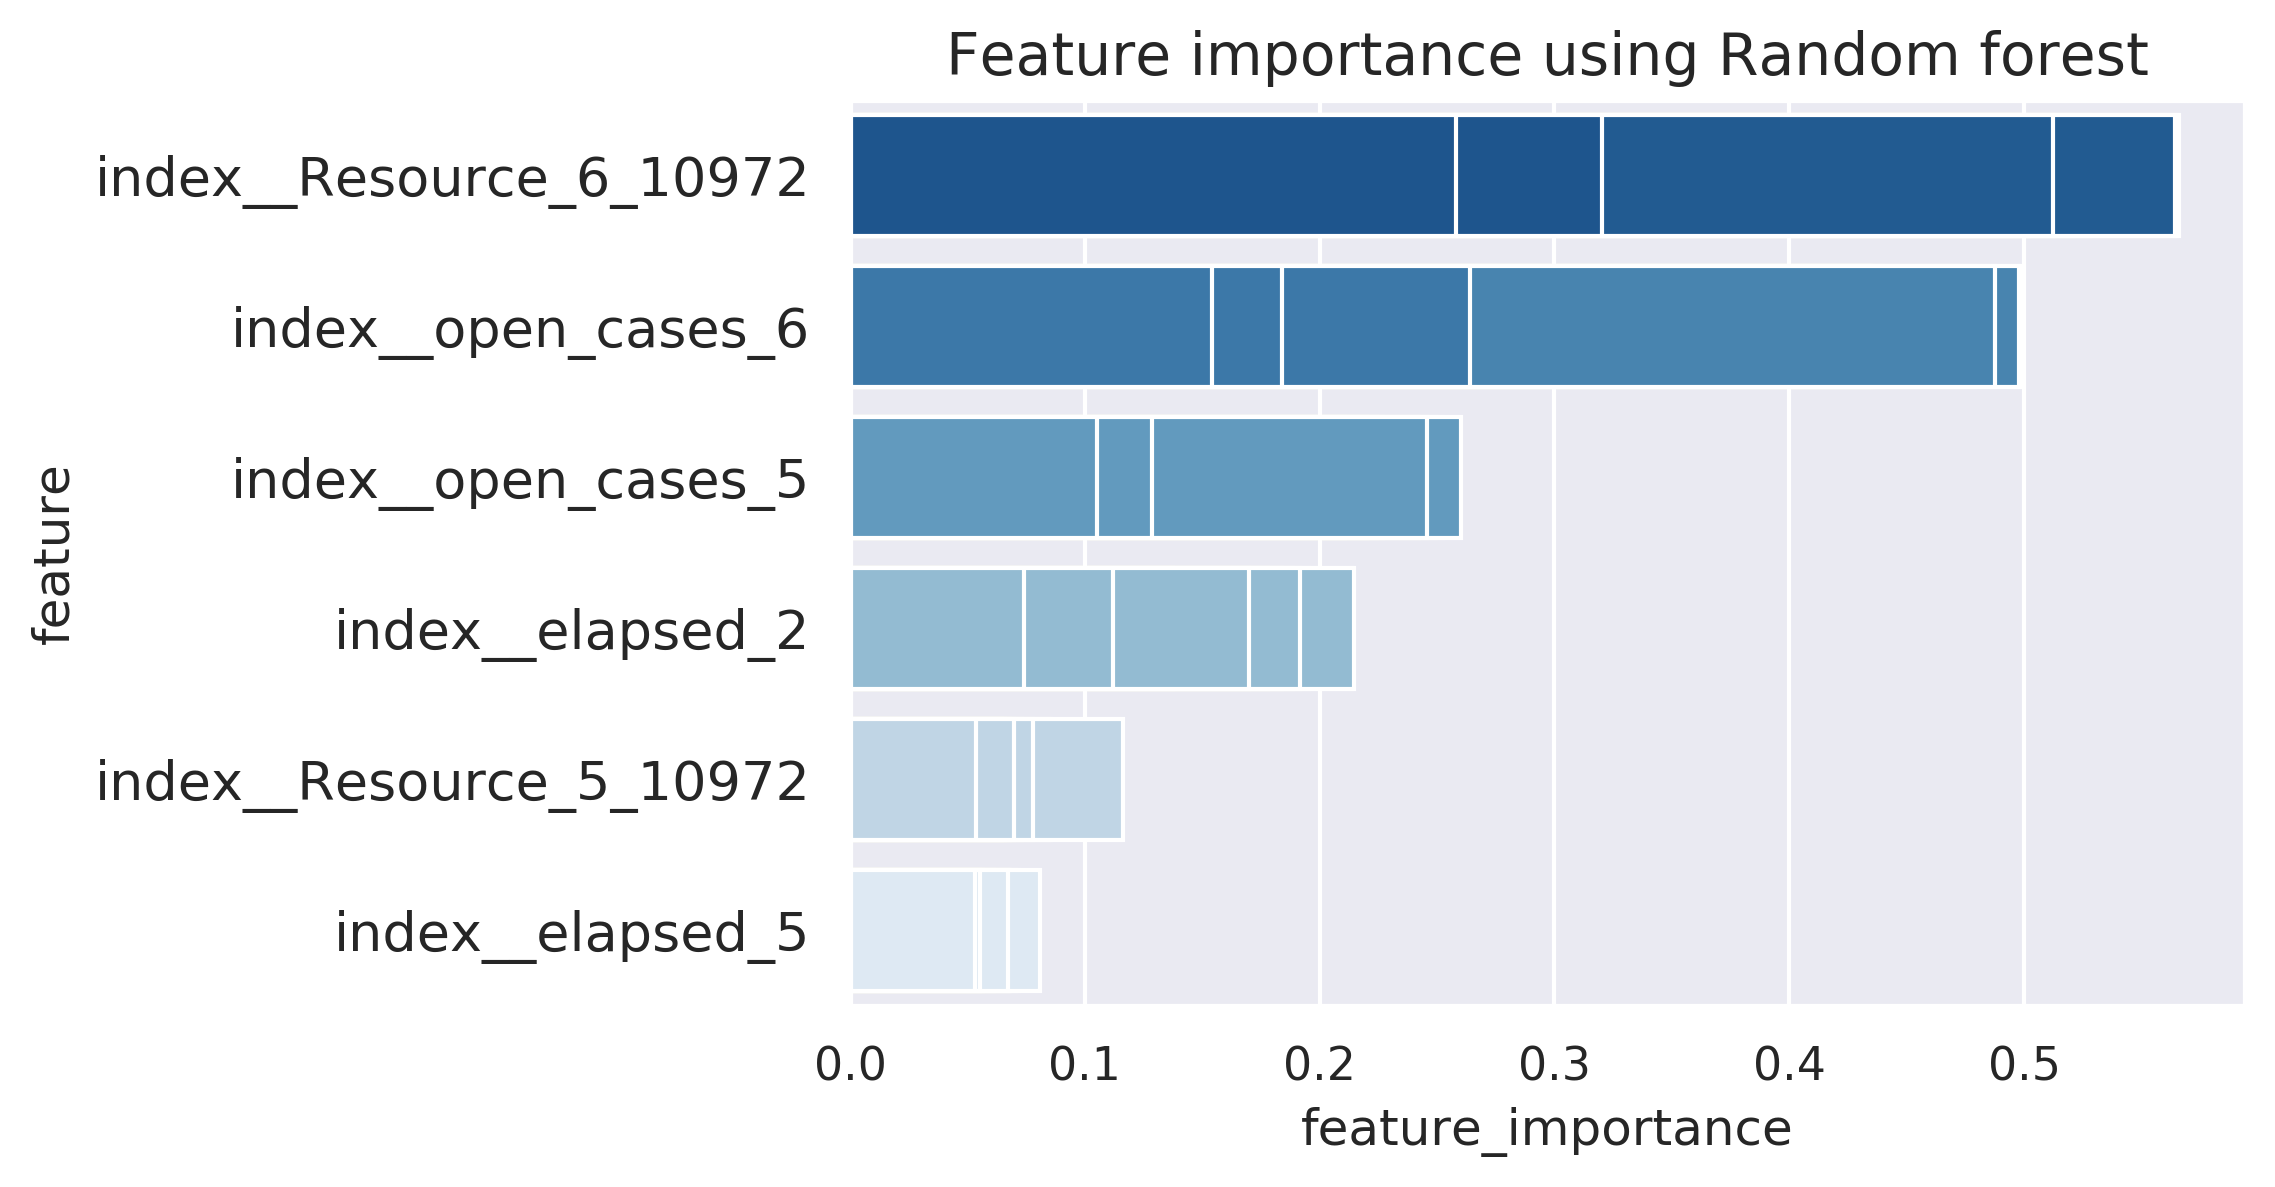 Feature importance using Random forest
feature
index__Resource_6_10972
index__open_cases_6
index__open_cases_5
index__elapsed_2
index__Resource_5_10972
index__elapsed_5
0.0 0.1 0.2 0.3 0.4 0.5
feature_importance